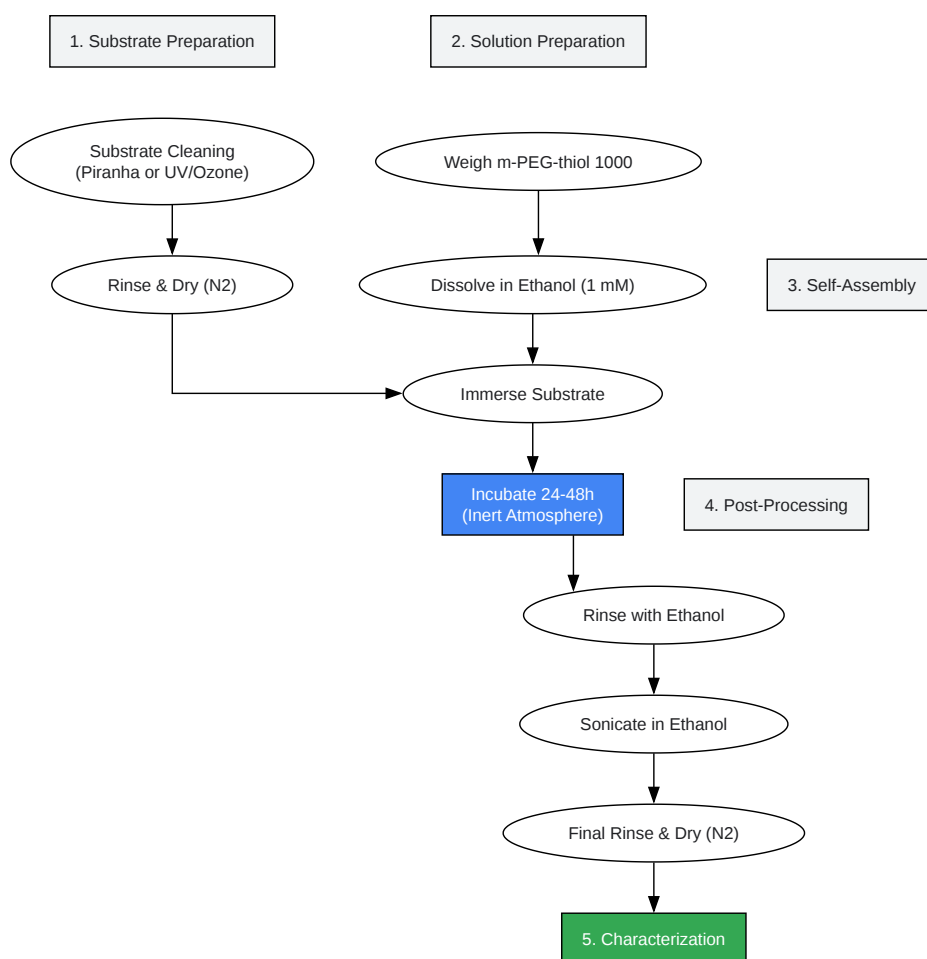 1. Substrate Preparation
2. Solution Preparation
Substrate Cleaning
(Piranha or UV/Ozone)
Weigh m-PEG-thiol 1000
Rinse & Dry (N2)
Dissolve in Ethanol (1 mM)
3. Self-Assembly
Immerse Substrate
Incubate 24-48h
(Inert Atmosphere)
4. Post-Processing
Rinse with Ethanol
Sonicate in Ethanol
Final Rinse & Dry (N2)
5. Characterization